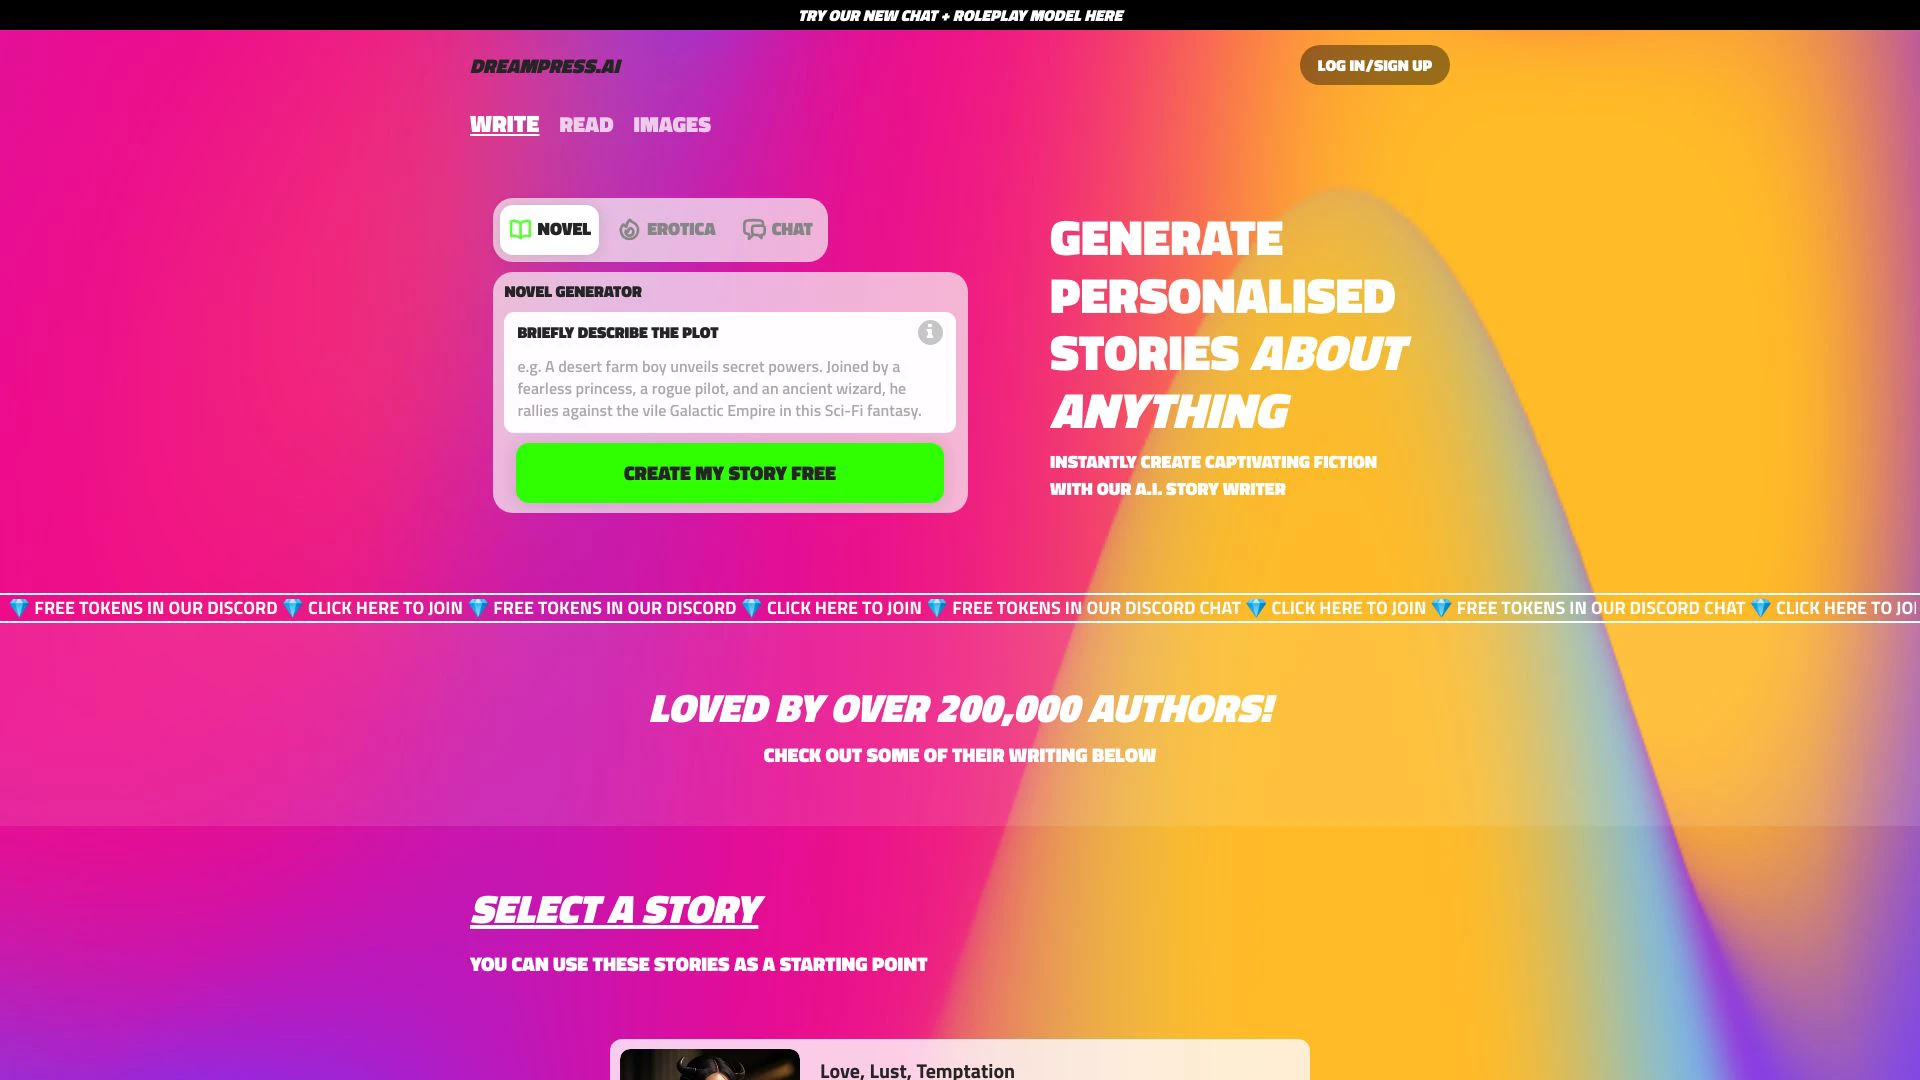 TRY OUR NEW CHAT + ROLEPLAY MODEL HERE
DREAMPRESS.AI
LOG IN/SIGN UP
WRITE READ IMAGES
NOVEL EROTICA CHAT
NOVEL GENERATOR
BRIEFLY DESCRIBE THE PLOT
e.g. A desert farm boy unveils secret powers. Joined by a
fearless princess, a rogue pilot, and an ancient wizard, he
rallies against the vile Galactic Empire in this Sci-Fi fantasy.
CREATE MY STORY FREE
GENERATE
PERSONALISED
STORIES ABOUT
ANYTHING
INSTANTLY CREATE CAPTIVATING FICTION
WITH OUR A.I. STORY WRITER
💎 FREE TOKENS IN OUR DISCORD 💎 CLICK HERE TO JOIN 💎 FREE TOKENS IN OUR DISCORD 💎 CLICK HERE TO JOIN 💎 FREE TOKENS IN OUR DISCORD CHAT 💎 CLICK HERE TO JOIN 💎 FREE TOKENS IN OUR DISCORD CHAT 💎 CLICK HERE TO JOI
LOVED BY OVER 200,000 AUTHORS!
CHECK OUT SOME OF THEIR WRITING BELOW
SELECT A STORY
YOU CAN USE THESE STORIES AS A STARTING POINT
Love, Lust, Temptation